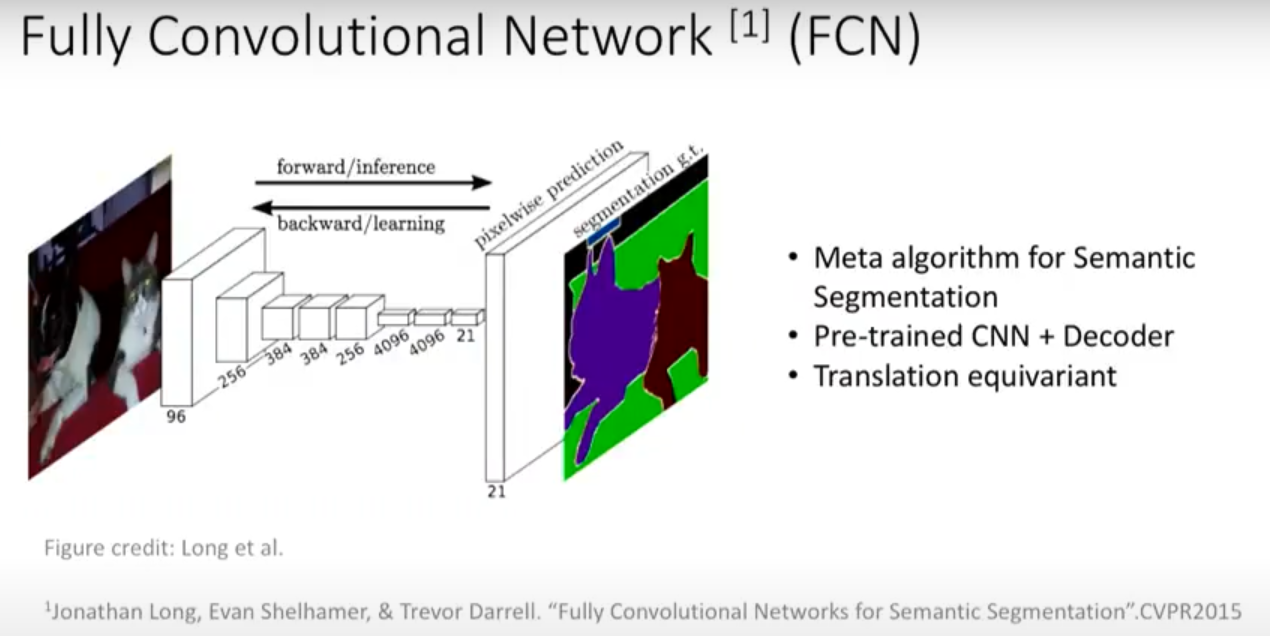 Fully Convolutional Network [1] (FCN)
forward/inference
backward/learning
pixelwise prediction
segmentation g.t.
96
256
384
384
256
4096
4096
21
21
• Meta algorithm for Semantic
Segmentation
• Pre-trained CNN + Decoder
• Translation equivariant
Figure credit: Long et al.
1Jonathan Long, Evan Shelhamer, & Trevor Darrell. “Fully Convolutional Networks for Semantic Segmentation”.CVPR2015